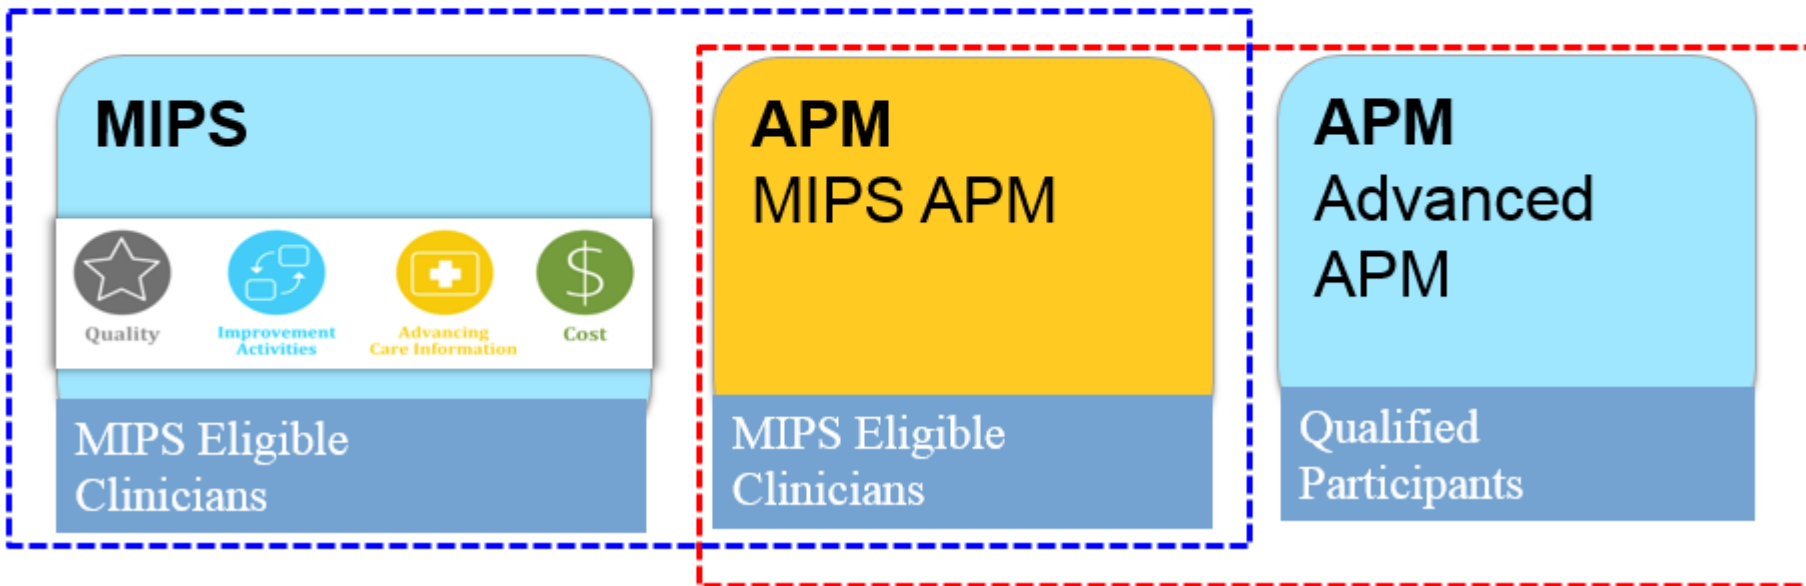 MIPS
Quality
Improvement
Activities
Advancing
Care Information
Cost
MIPS Eligible
Clinicians
APM
MIPS APM
MIPS Eligible
Clinicians
APM
Advanced
APM
Qualified
Participants